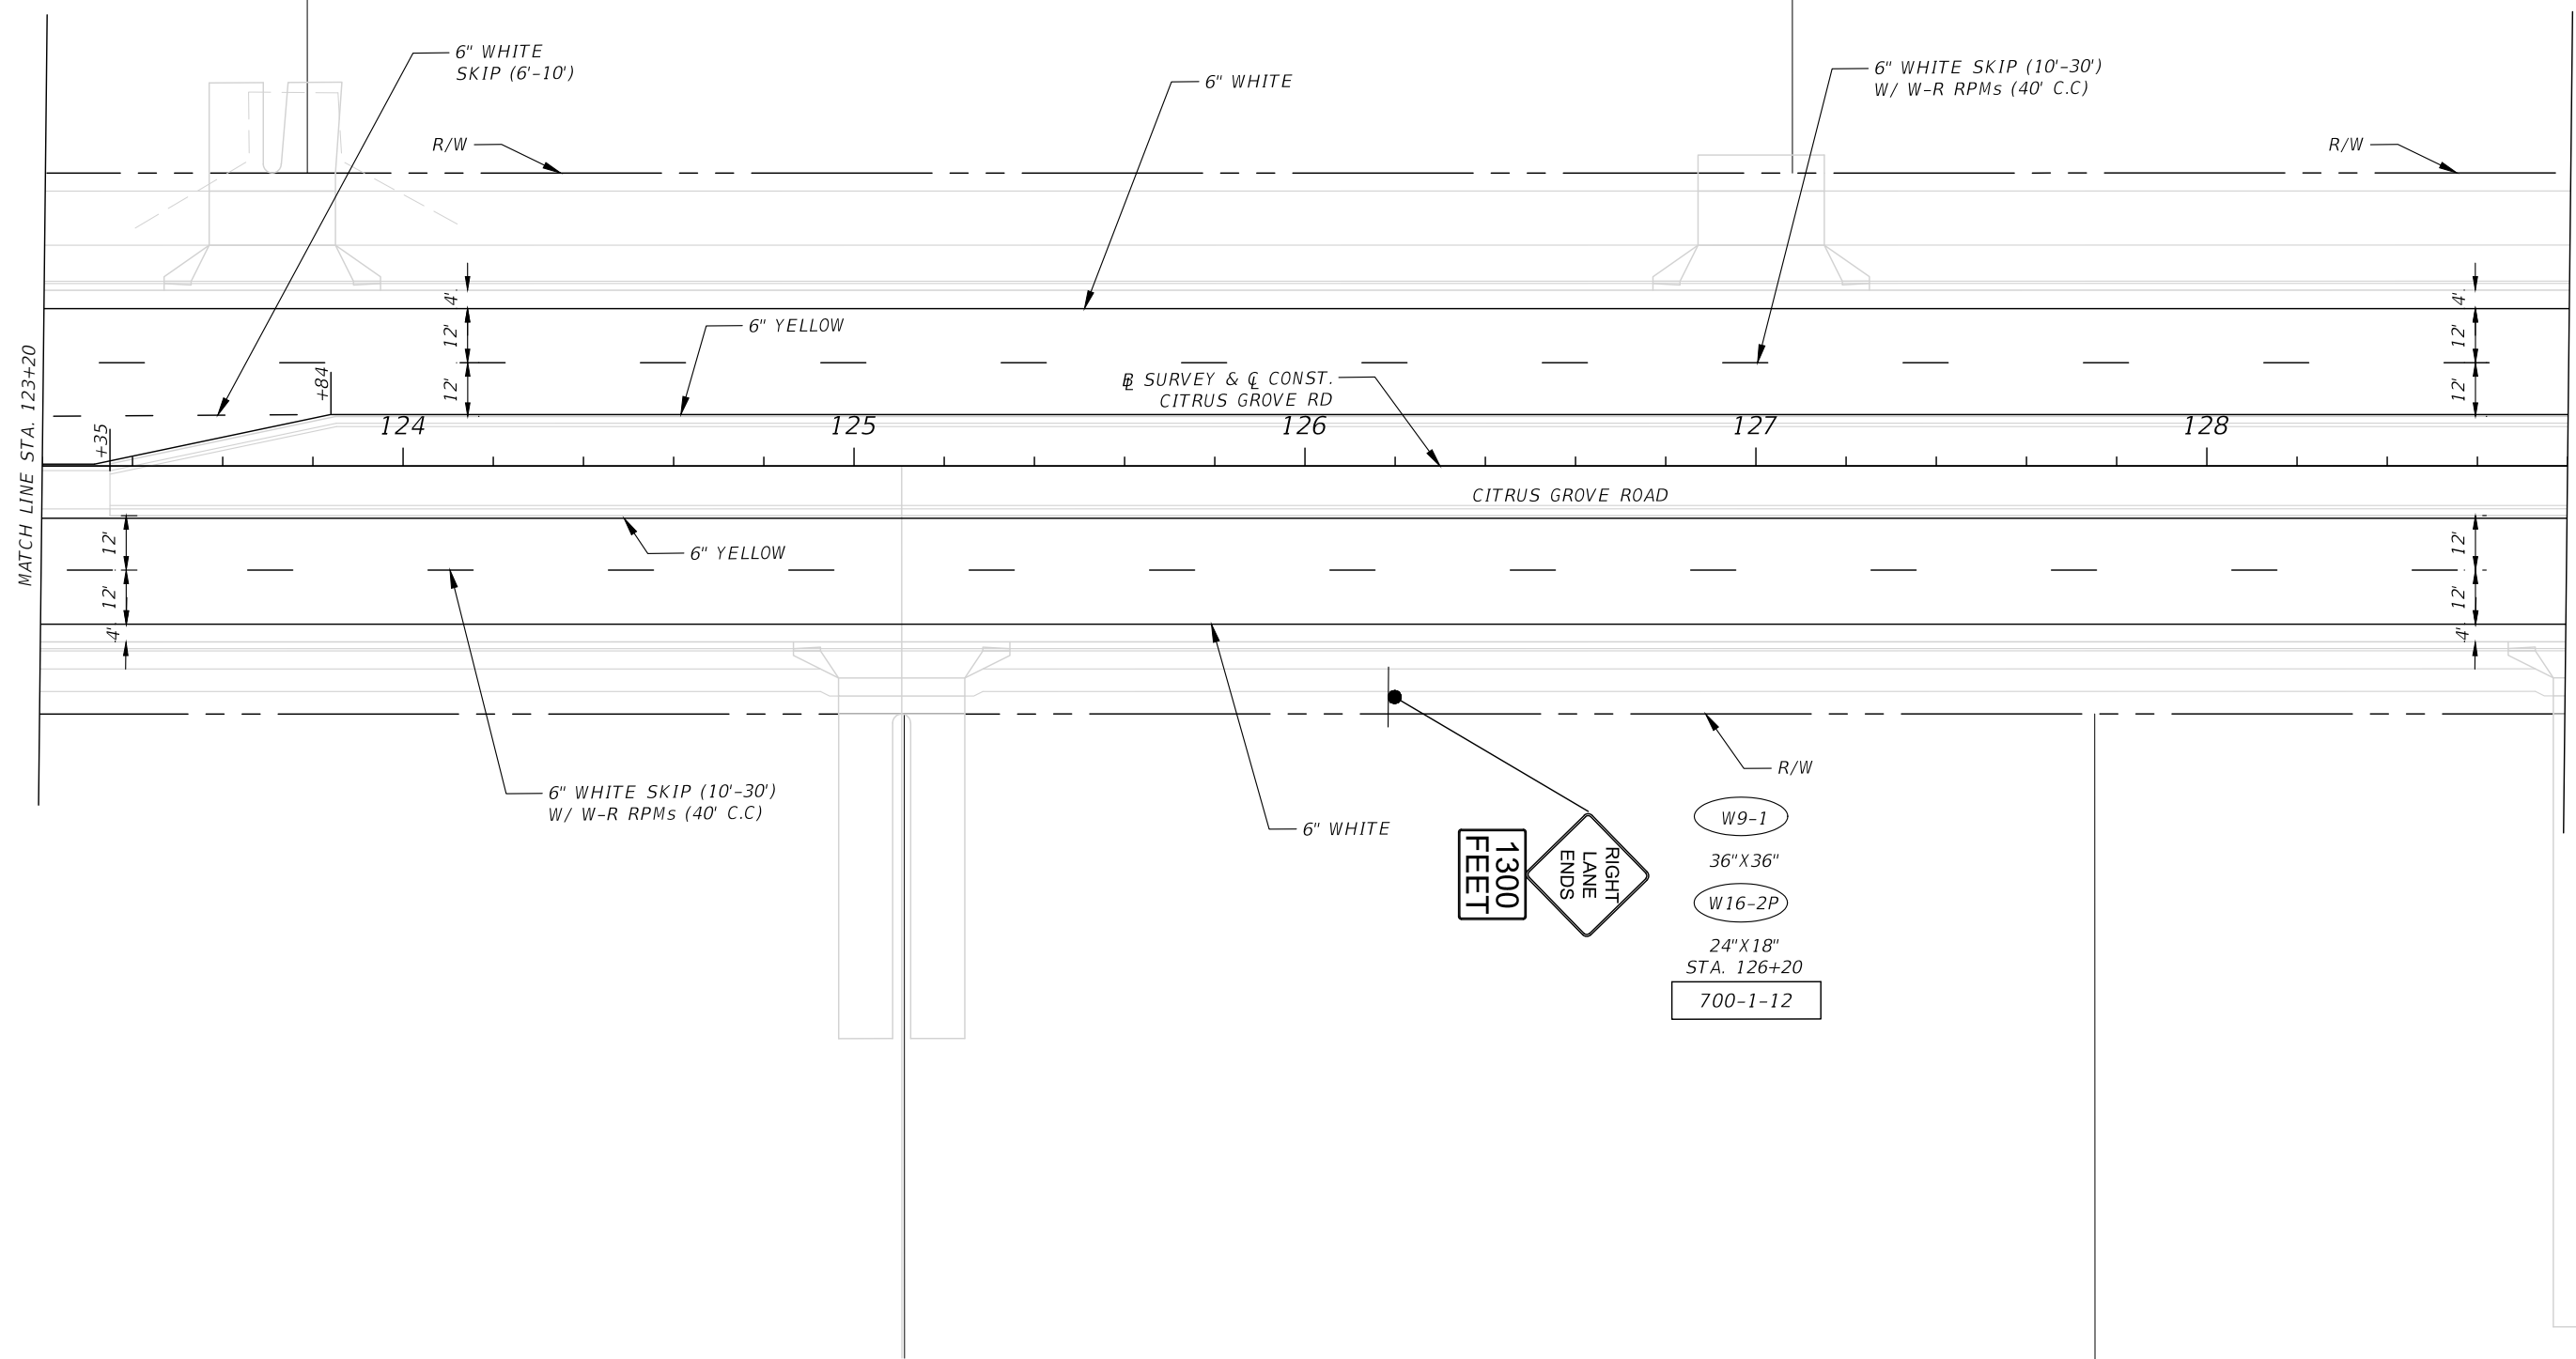 6" WHITE
SKIP (6'-10')
6" WHITE
6" WHITE SKIP (10'-30')
W/ W-R RPMs (40' C.C)
R/W
R/W
4'
12'
12'
4'
12'
12'
6" YELLOW
+84
+35
MATCH LINE STA. 123+20
℄ SURVEY & ℄ CONST.
CITRUS GROVE RD
124
125
126
127
128
CITRUS GROVE ROAD
12'
12'
4'
6" YELLOW
12'
12'
4'
6" WHITE SKIP (10'-30')
W/ W-R RPMs (40' C.C)
6" WHITE
R/W
RIGHT
LANE
ENDS
1300
FEET
W9-1
36"X36"
W16-2P
24"X18"
STA. 126+20
700-1-12